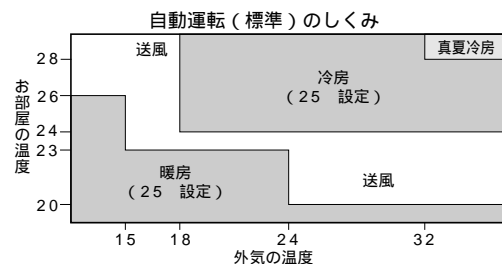 自動運転(標準)のしくみ
送風
真夏冷房
28
冷房
(25 設定)
お部屋の温度
26
24
23
暖房
(25 設定)
送風
20
15 18 24 32
外気の温度